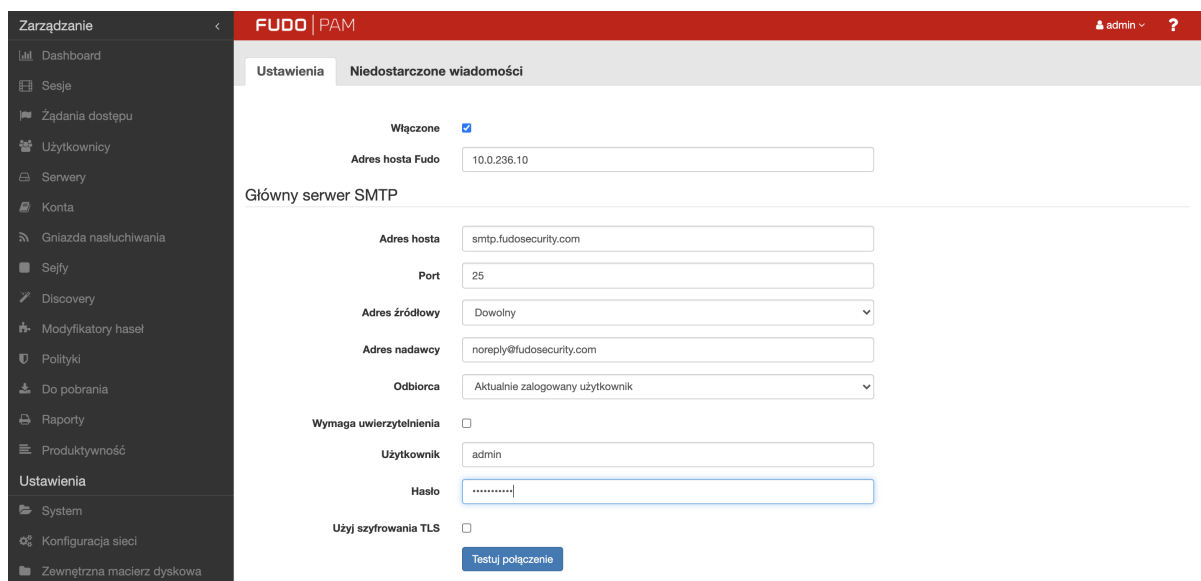 Zarządzanie
FUDO PAM
admin
?
Dashboard
Sesje
Żądania dostępu
Użytkownicy
Serwery
Konta
Gniazda nasłuchiwania
Sejfy
Discovery
Modyfikatory haseł
Polityki
Do pobrania
Raporty
Produktywność
Ustawienia
System
Konfiguracja sieci
Zewnętrzna macierz dyskowa
Ustawienia
Niedostarczone wiadomości
Włączone
Adres hosta Fudo 10.0.236.10
Główny serwer SMTP
Adres hosta smtp.fudosecurity.com
Port 25
Adres źródłowy Dowolny
Adres nadawcy noreply@fudosecurity.com
Odbiorca Aktualnie zalogowany użytkownik
Wymaga uwierzytelnienia
Użytkownik admin
Hasło •••••••••••
Użyj szyfrowania TLS
Testuj połączenie